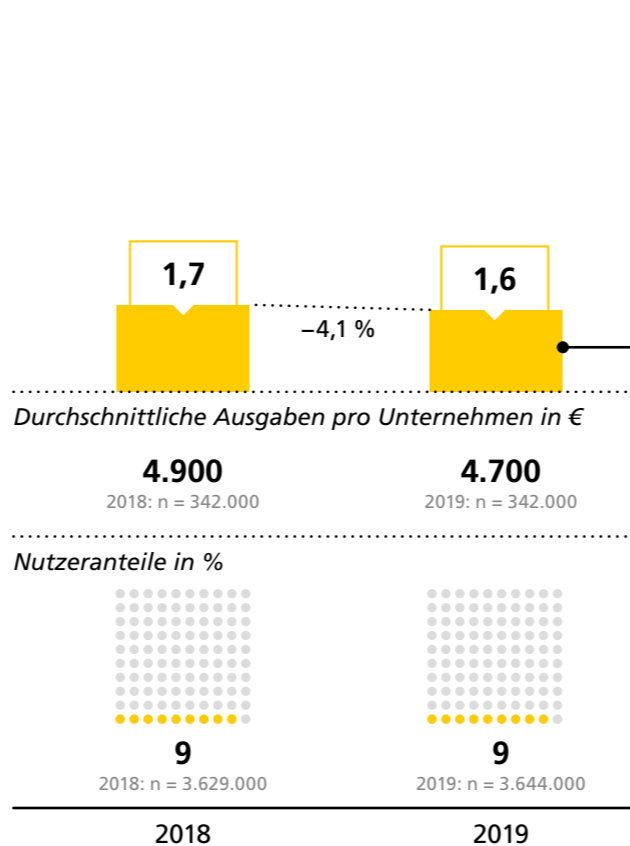 1,7
1,6
–4,1 %
Durchschnittliche Ausgaben pro Unternehmen in €
4.900 4.700
2018: n = 342.000 2019: n = 342.000
Nutzeranteile in %
9 9
2018: n = 3.629.000 2019: n = 3.644.000
2018 2019